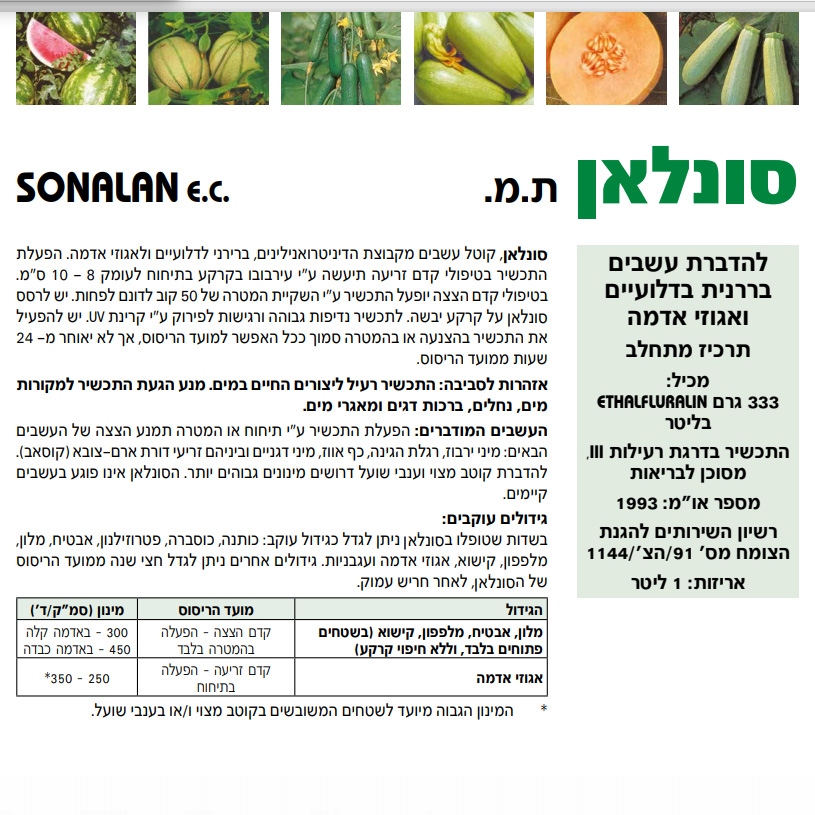 סונלאן
ת.מ.
SONALAN E.C.
להדברת עשבים
בררנית בדלועיים
ואגוזי אדמה
תרכיז מתחלב
מכיל:
333 גרם ETHALFLURALIN
בליטר
התכשיר בדרגת רעילות III,
מסוכן לבריאות
מספר או״מ: 1993
רשיון השירותים להגנת
הצומח מס׳ 91/הצ׳/1144
אריזות: 1 ליטר
סונלאן, קוטל עשבים מקבוצת הדיניטרואנילינים, ברירני לדלועיים ולאגוזי אדמה. הפעלת
התכשיר בטיפולי קדם זריעה תיעשה ע״י עירבובו בקרקע בתיחוח לעומק 8 – 10 ס״מ.
בטיפולי קדם הצצה יופעל התכשיר ע״י השקיית המטרה של 50 קוב לדונם לפחות. יש לרסס
סונלאן על קרקע יבשה. לתכשיר נדיפות גבוהה ורגישות לפירוק ע״י קרינת UV. יש להפעיל
את התכשיר בהצנעה או בהמטרה סמוך ככל האפשר למועד הריסוס, אך לא יאוחר מ– 24
שעות ממועד הריסוס.
אזהרות לסביבה: התכשיר רעיל ליצורים החיים במים. מנע הגעת התכשיר למקורות
מים, נחלים, ברכות דגים ומאגרי מים.
העשבים המודברים: הפעלת התכשיר ע״י תיחוח או המטרה תמנע הצצה של העשבים
הבאים: מיני ירבוז, רגלת הגינה, כף אווז, מיני דגניים וביניהם זריעי דורת ארם–צובא (קוסאב).
להדברת קוטב מצוי וענבי שועל דרושים מינונים גבוהים יותר. הסונלאן אינו פוגע בעשבים
קיימים.
גידולים עוקבים:
בשדות שטופלו בסונלאן ניתן לגדל כגידול עוקב: כותנה, כוסברה, פטרוזילנון, אבטיח, מלון,
מלפפון, קישוא, אגוזי אדמה ועגבניות. גידולים אחרים ניתן לגדל חצי שנה ממועד הריסוס
של הסונלאן, לאחר חריש עמוק.
הגידול מועד הריסוס מינון (סמ״ק/ד׳)
מלון, אבטיח, מלפפון, קישוא (בשטחים קדם הצצה - הפעלה 300 - באדמה קלה
פתוחים בלבד, וללא חיפוי קרקע) בהמטרה בלבד 450 - באדמה כבדה
אגוזי אדמה קדם זריעה - הפעלה 250 - 350*
בתיחוח
* המינון הגבוה מיועד לשטחים המשובשים בקוטב מצוי ו/או בענבי שועל.